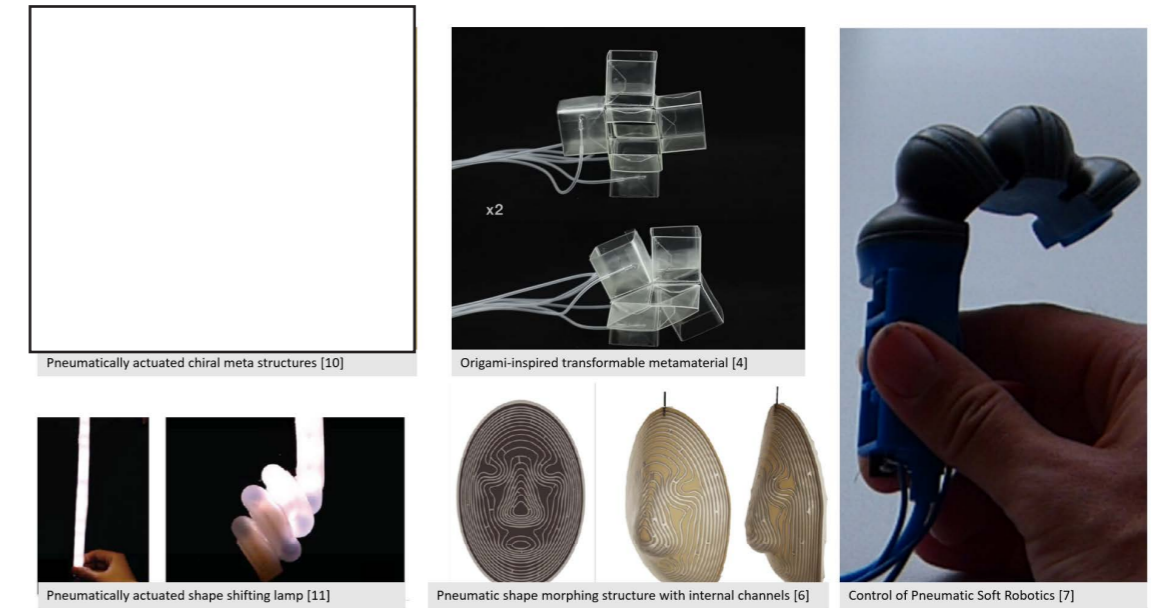 x2
Pneumatically actuated chiral meta structures [10]
Origami-inspired transformable metamaterial [4]
Pneumatically actuated shape shifting lamp [11]
Pneumatic shape morphing structure with internal channels [6]
Control of Pneumatic Soft Robotics [7]